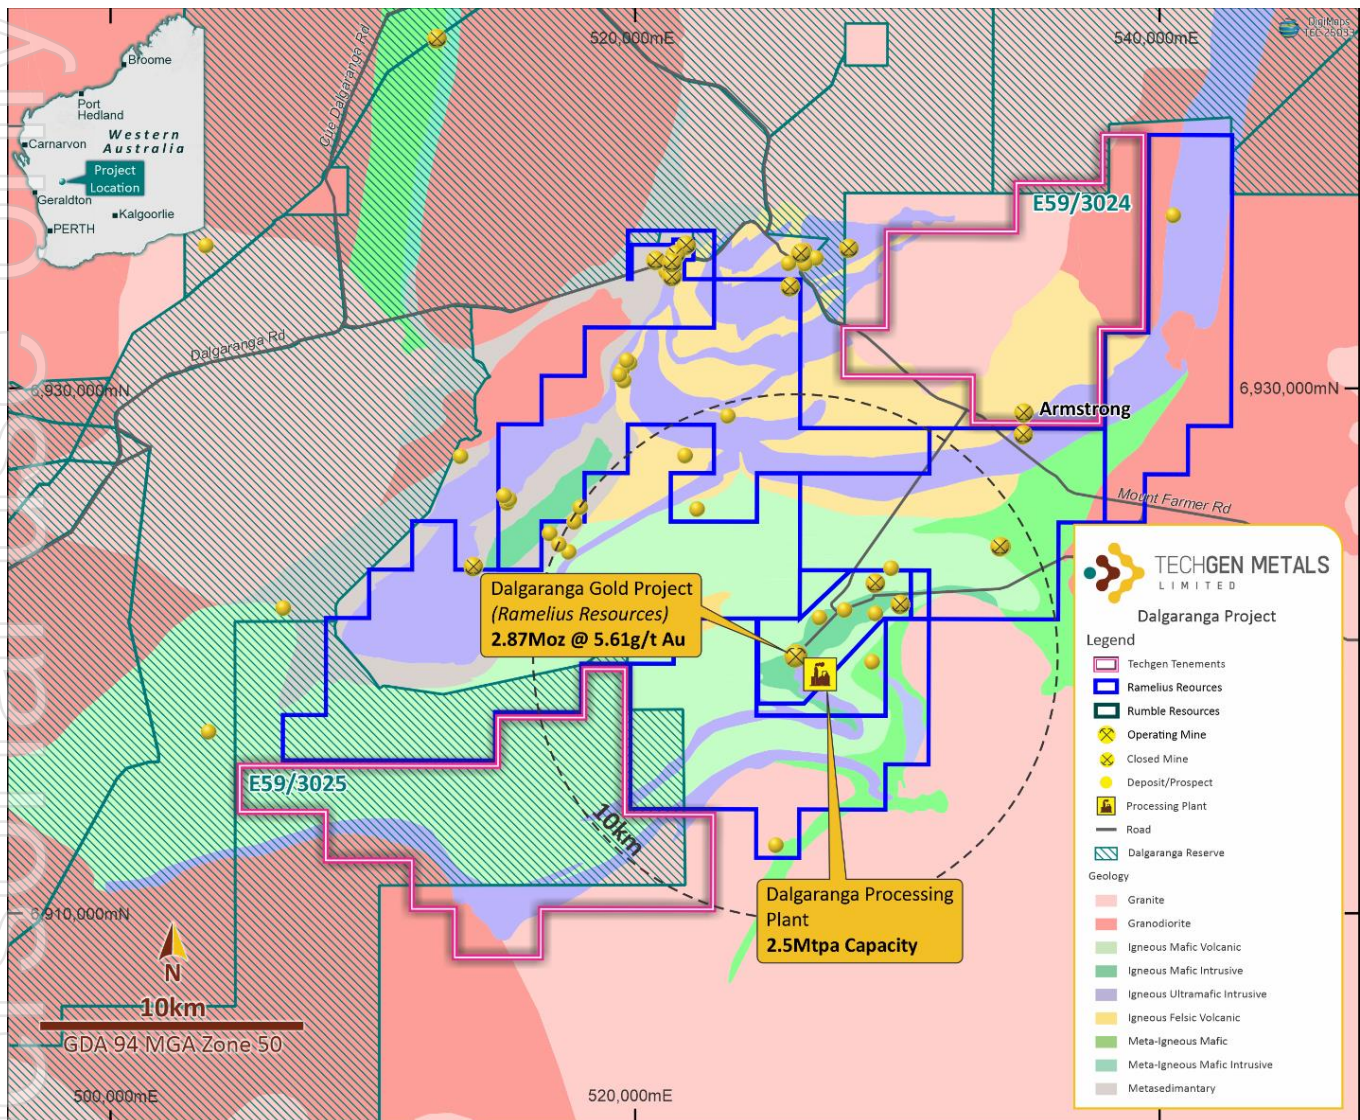 520,000mE
540,000mE
DigiMaps
TEC-25033
Broome
Port
Hedland
Western
Australia
Carnarvon
Project
Location
Geraldton
Kalgoorlie
PERTH
Cue Dalgaranga Rd
E59/3024
Dalgaranga Rd
6,930,000mN
6,930,000mN
Armstrong
Mount Farmer Rd
Dalgaranga Gold Project
(Ramelius Resources)
2.87Moz @ 5.61g/t Au
E59/3025
10km
Dalgaranga Processing
Plant
2.5Mtpa Capacity
6,910,000mN
N
10km
GDA 94 MGA Zone 50
500,000mE
520,000mE
TECHGEN METALS
LIMITED
Dalgaranga Project
Legend
Techgen Tenements
Ramelius Reources
Rumble Resources
Operating Mine
Closed Mine
Deposit/Prospect
Processing Plant
Road
Dalgaranga Reserve
Geology
Granite
Granodiorite
Igneous Mafic Volcanic
Igneous Mafic Intrusive
Igneous Ultramafic Intrusive
Igneous Felsic Volcanic
Meta-Igneous Mafic
Meta-Igneous Mafic Intrusive
Metasedimantary